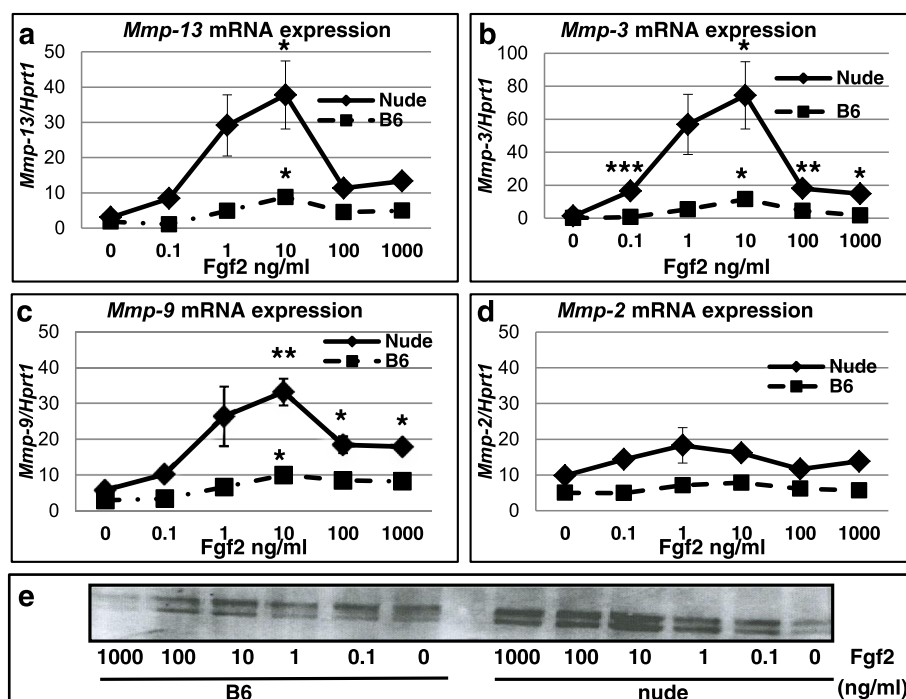 a
Mmp-13 mRNA expression
Mmp-13/Hprt1
50
40
30
20
10
0
*
*
Nude
B6
0 0.1 1 10 100 1000
Fgf2 ng/ml
b
Mmp-3 mRNA expression
Mmp-3/Hprt1
100
80
60
40
20
0
*
*** * ** *
Nude
B6
0 0.1 1 10 100 1000
Fgf2 ng/ml
c
Mmp-9 mRNA expression
Mmp-9/Hprt1
50
40
30
20
10
0
**
* * *
Nude
B6
0 0.1 1 10 100 1000
Fgf2 ng/ml
d
Mmp-2 mRNA expression
Mmp-2/Hprt1
50
40
30
20
10
0
Nude
B6
0 0.1 1 10 100 1000
Fgf2 ng/ml
e
1000 100 10 1 0.1 0 1000 100 10 1 0.1 0 Fgf2
B6 nude (ng/ml)